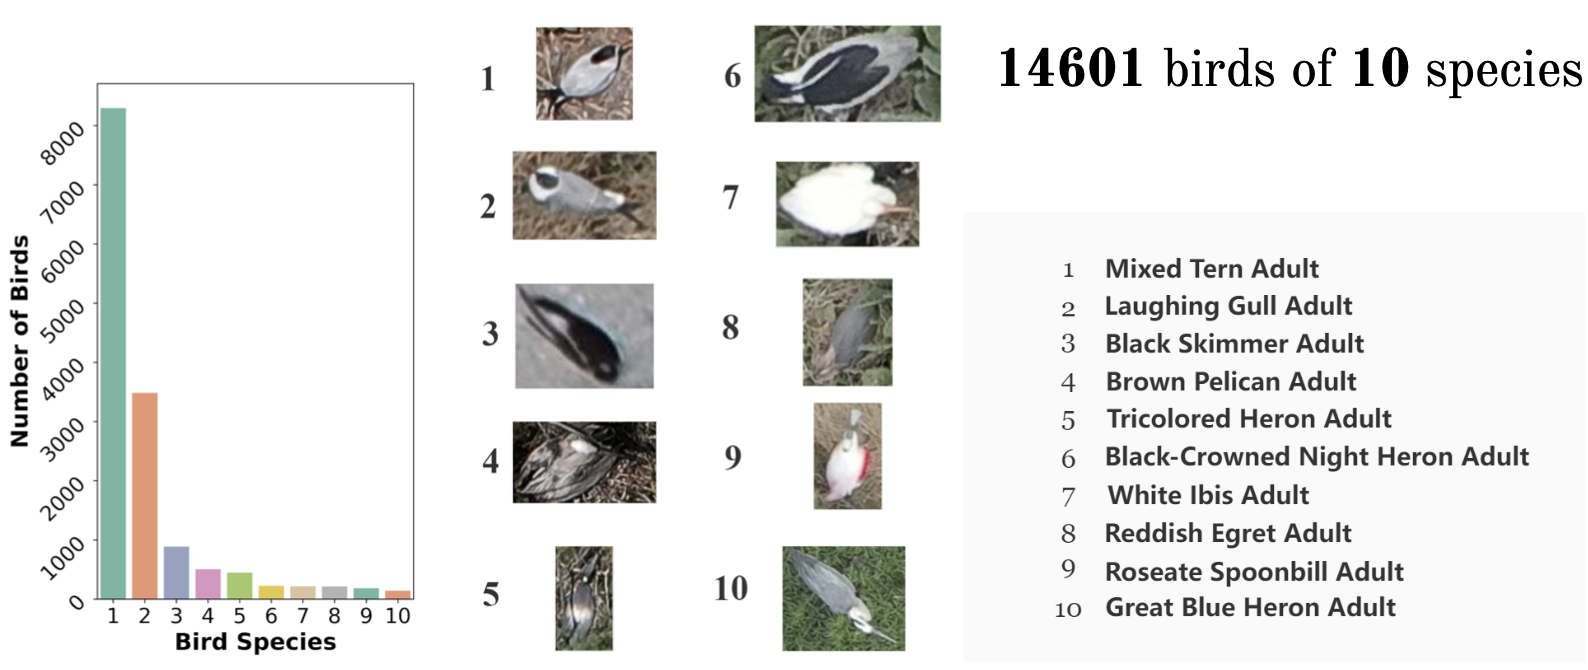 14601 birds of 10 species
Number of Birds
8000
7000
6000
5000
4000
3000
2000
1000
0
1 2 3 4 5 6 7 8 9 10
Bird Species
1
2
3
4
5
6
7
8
9
10
1 Mixed Tern Adult
2 Laughing Gull Adult
3 Black Skimmer Adult
4 Brown Pelican Adult
5 Tricolored Heron Adult
6 Black-Crowned Night Heron Adult
7 White Ibis Adult
8 Reddish Egret Adult
9 Roseate Spoonbill Adult
10 Great Blue Heron Adult